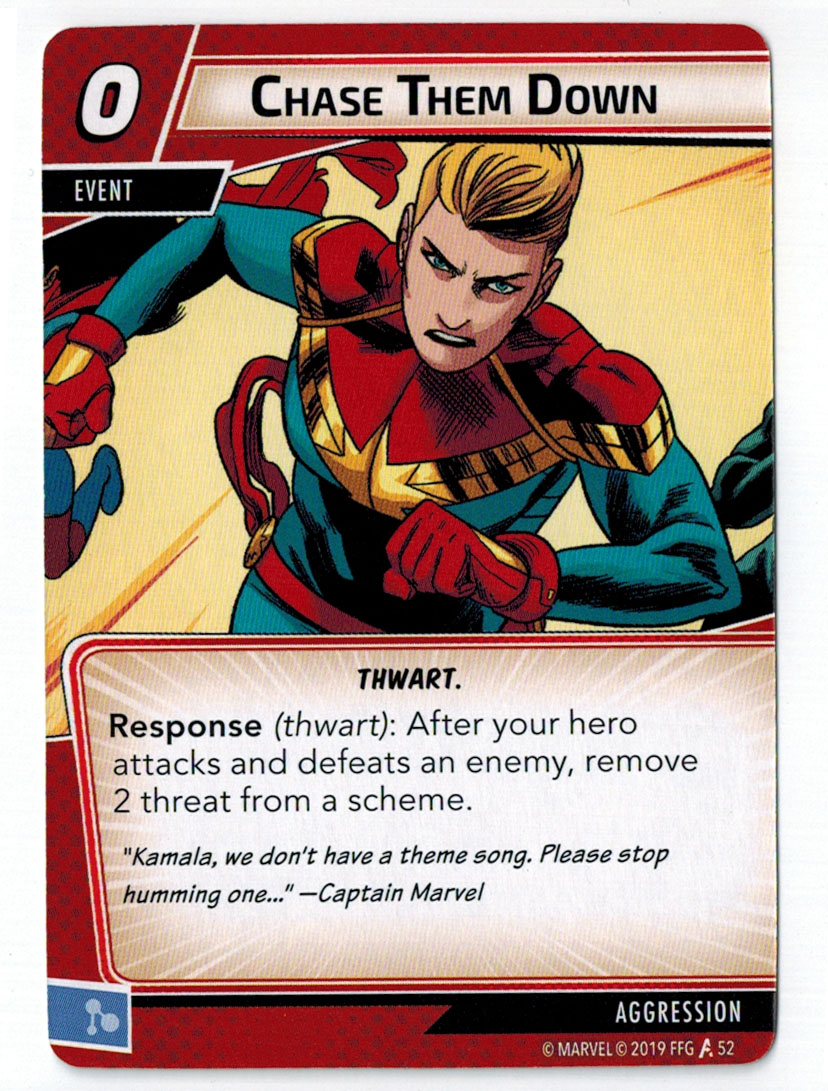 0
CHASE THEM DOWN
EVENT
THWART.
Response (thwart): After your hero
attacks and defeats an enemy, remove
2 threat from a scheme.
"Kamala, we don't have a theme song. Please stop
humming one..." —Captain Marvel
AGGRESSION
© MARVEL © 2019 FFG 52